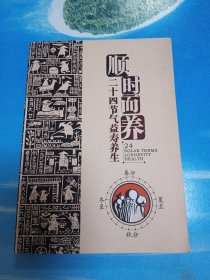 顺时而养
二十四节气益寿养生
24
SOLAR TERMS
LONGEVITY
HEALTH
春分
冬至
夏至
秋分